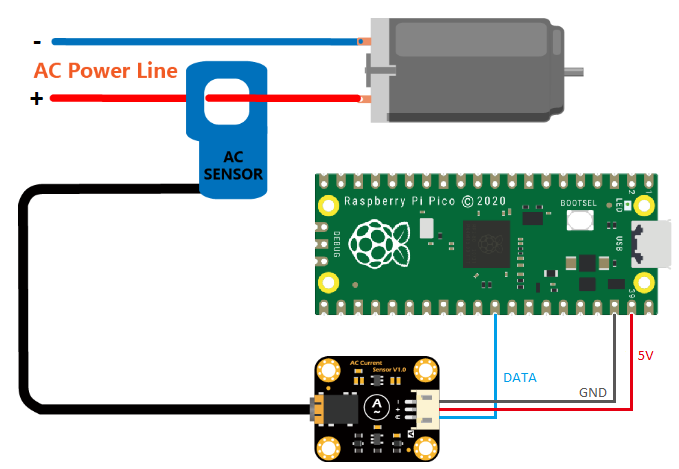 -
AC Power Line
+
AC
SENSOR
Raspberry Pi Pico © 2020
BOOTSEL
LED
2
1
USB
DEBUG
39
5V
DATA
GND
AC Current
Sensor V1.0
A
~
- + A